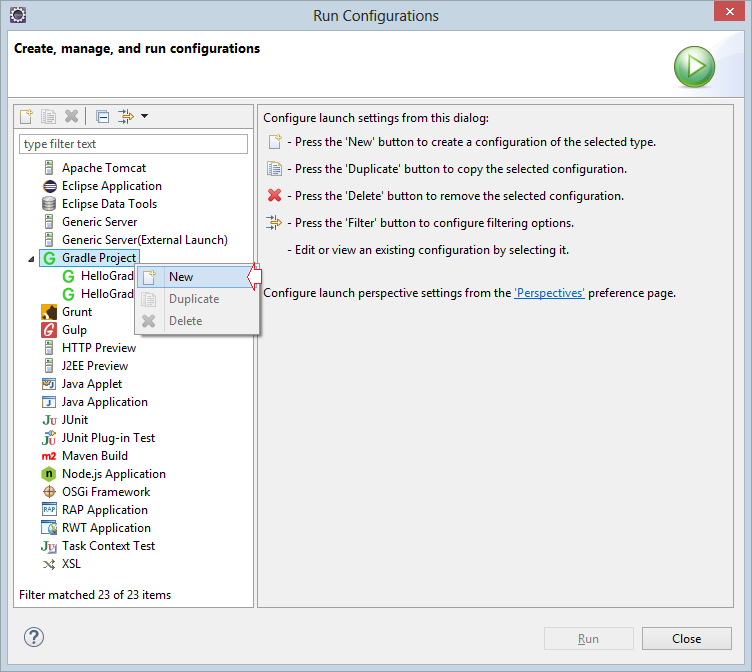 Run Configurations
Create, manage, and run configurations
type filter text
Apache Tomcat
Eclipse Application
Eclipse Data Tools
Generic Server
Generic Server(External Launch)
Gradle Project
HelloGrad
HelloGrad
Grunt
Gulp
HTTP Preview
J2EE Preview
Java Applet
Java Application
JUnit
JUnit Plug-in Test
Maven Build
Node.js Application
OSGi Framework
RAP Application
RWT Application
Task Context Test
XSL
Filter matched 23 of 23 items
New
Duplicate
Delete
Configure launch settings from this dialog:
- Press the 'New' button to create a configuration of the selected type.
- Press the 'Duplicate' button to copy the selected configuration.
- Press the 'Delete' button to remove the selected configuration.
- Press the 'Filter' button to configure filtering options.
- Edit or view an existing configuration by selecting it.
Configure launch perspective settings from the 'Perspectives' preference page.
Run
Close